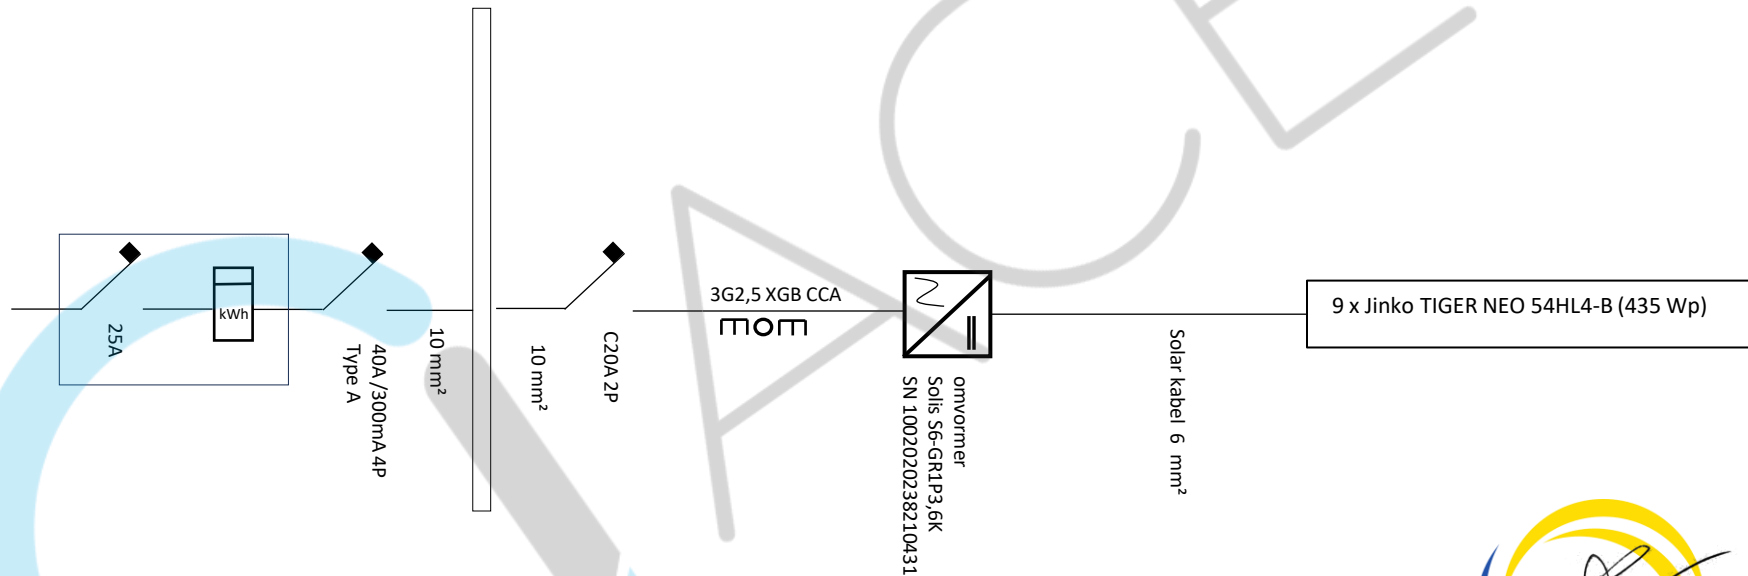 25A
kWh
40A /300mA 4P
Type A
10 mm²
10 mm²
C20A 2P
3G2,5 XGB CCA
omvormer
Solis S6-GR1P3,6K
SN 1002020238210431
Solar kabel 6 mm²
9 x Jinko TIGER NEO 54HL4-B (435 Wp)